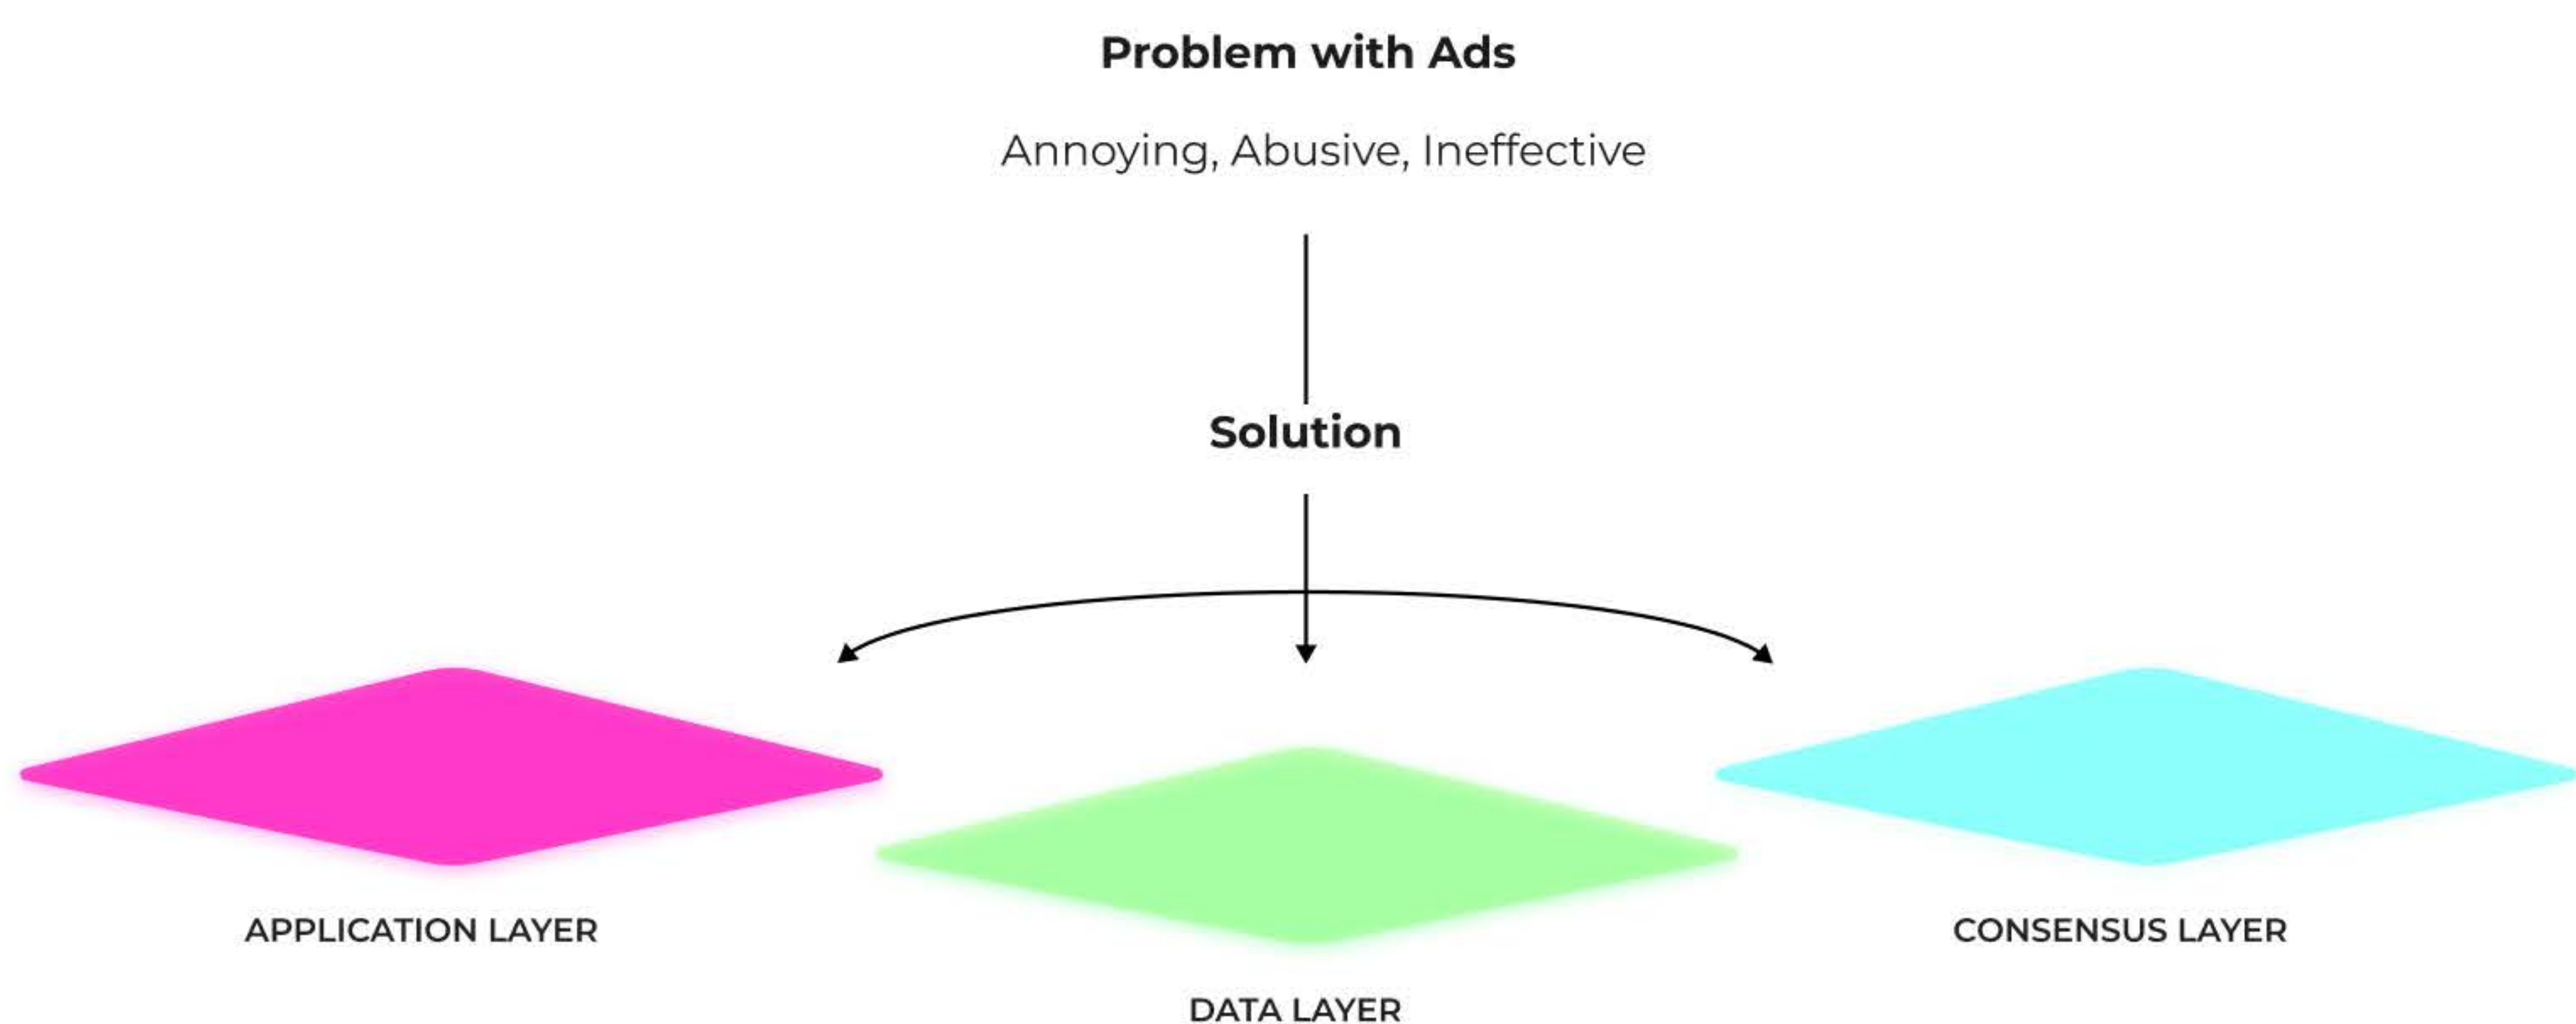 Problem with Ads
Annoying, Abusive, Ineffective
Solution
APPLICATION LAYER
DATA LAYER
CONSENSUS LAYER